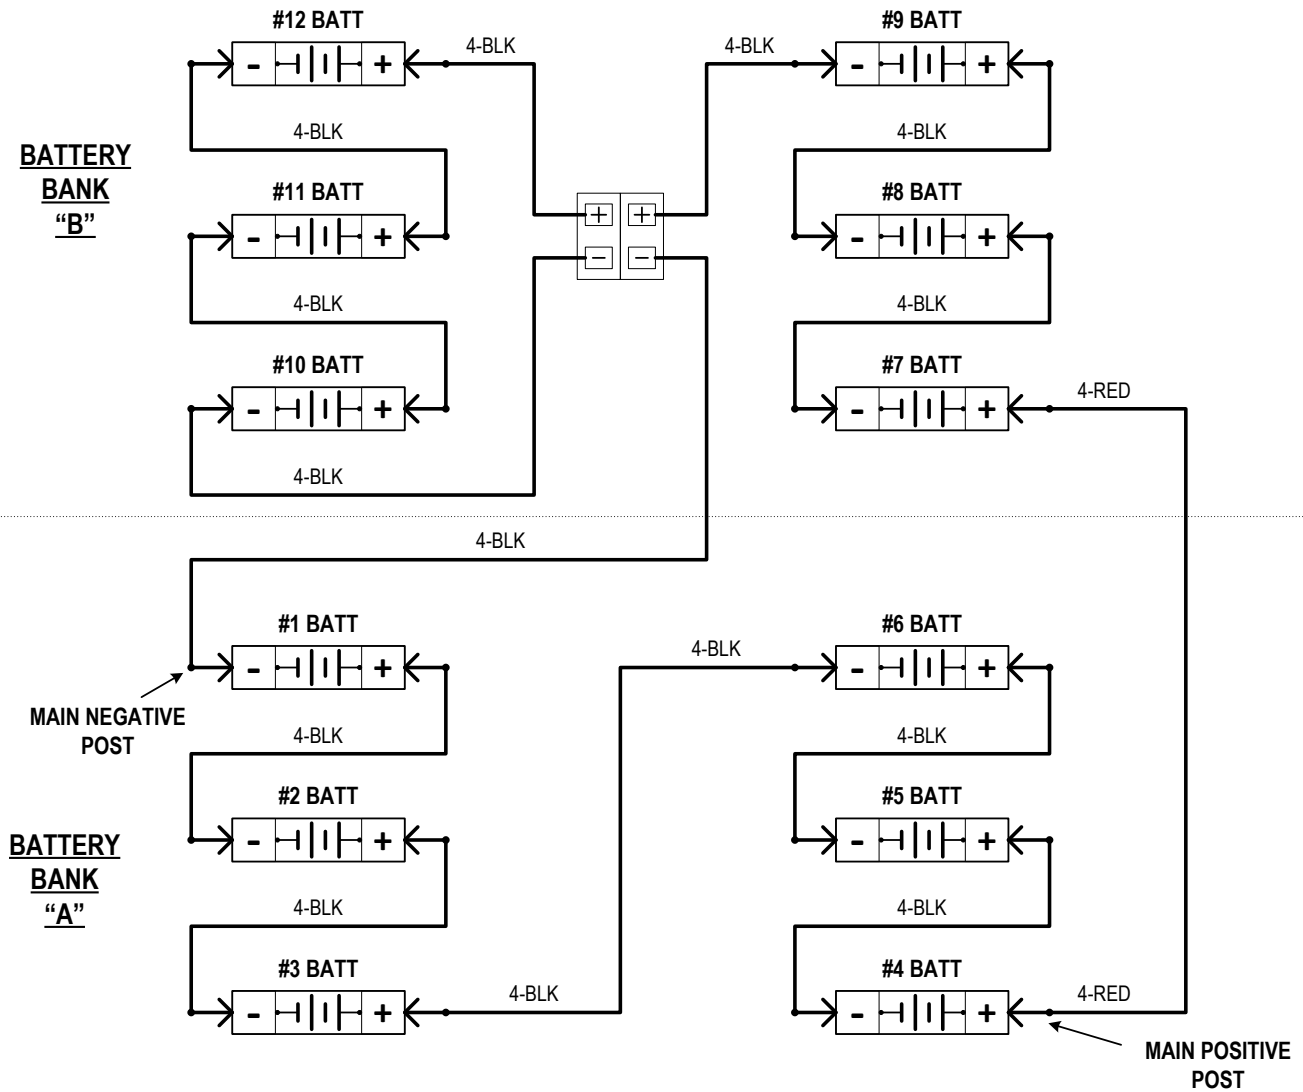 #12 BATT
- +
4-BLK
4-BLK
#9 BATT
- +
4-BLK
4-BLK
BATTERY
BANK
“B”
#11 BATT
- +
+ +
- -
#8 BATT
- +
4-BLK
4-BLK
#10 BATT
- +
#7 BATT
- +
4-RED
4-BLK
4-BLK
#1 BATT
- +
4-BLK
#6 BATT
- +
MAIN NEGATIVE
POST
4-BLK
4-BLK
#2 BATT
- +
#5 BATT
- +
BATTERY
BANK
“A”
4-BLK
4-BLK
#3 BATT
- +
4-BLK
#4 BATT
- +
4-RED
MAIN POSITIVE
POST